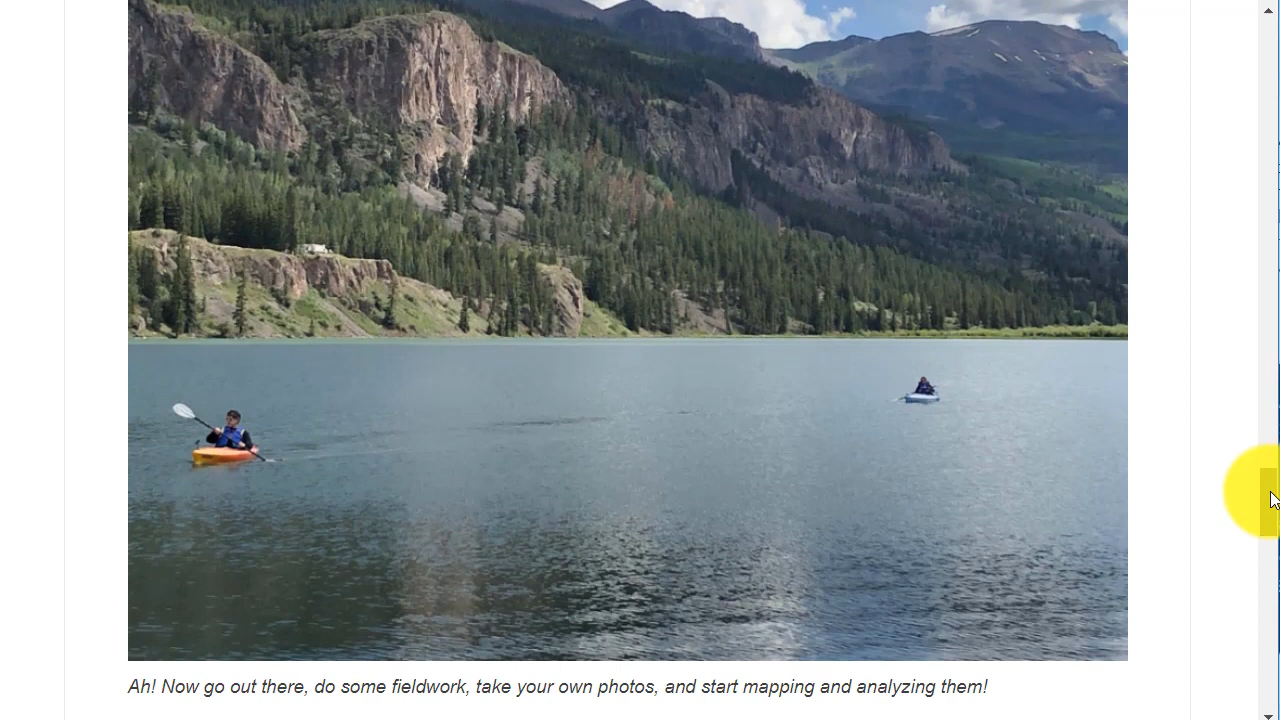 Ah! Now go out there, do some fieldwork, take your own photos, and start mapping and analyzing them!